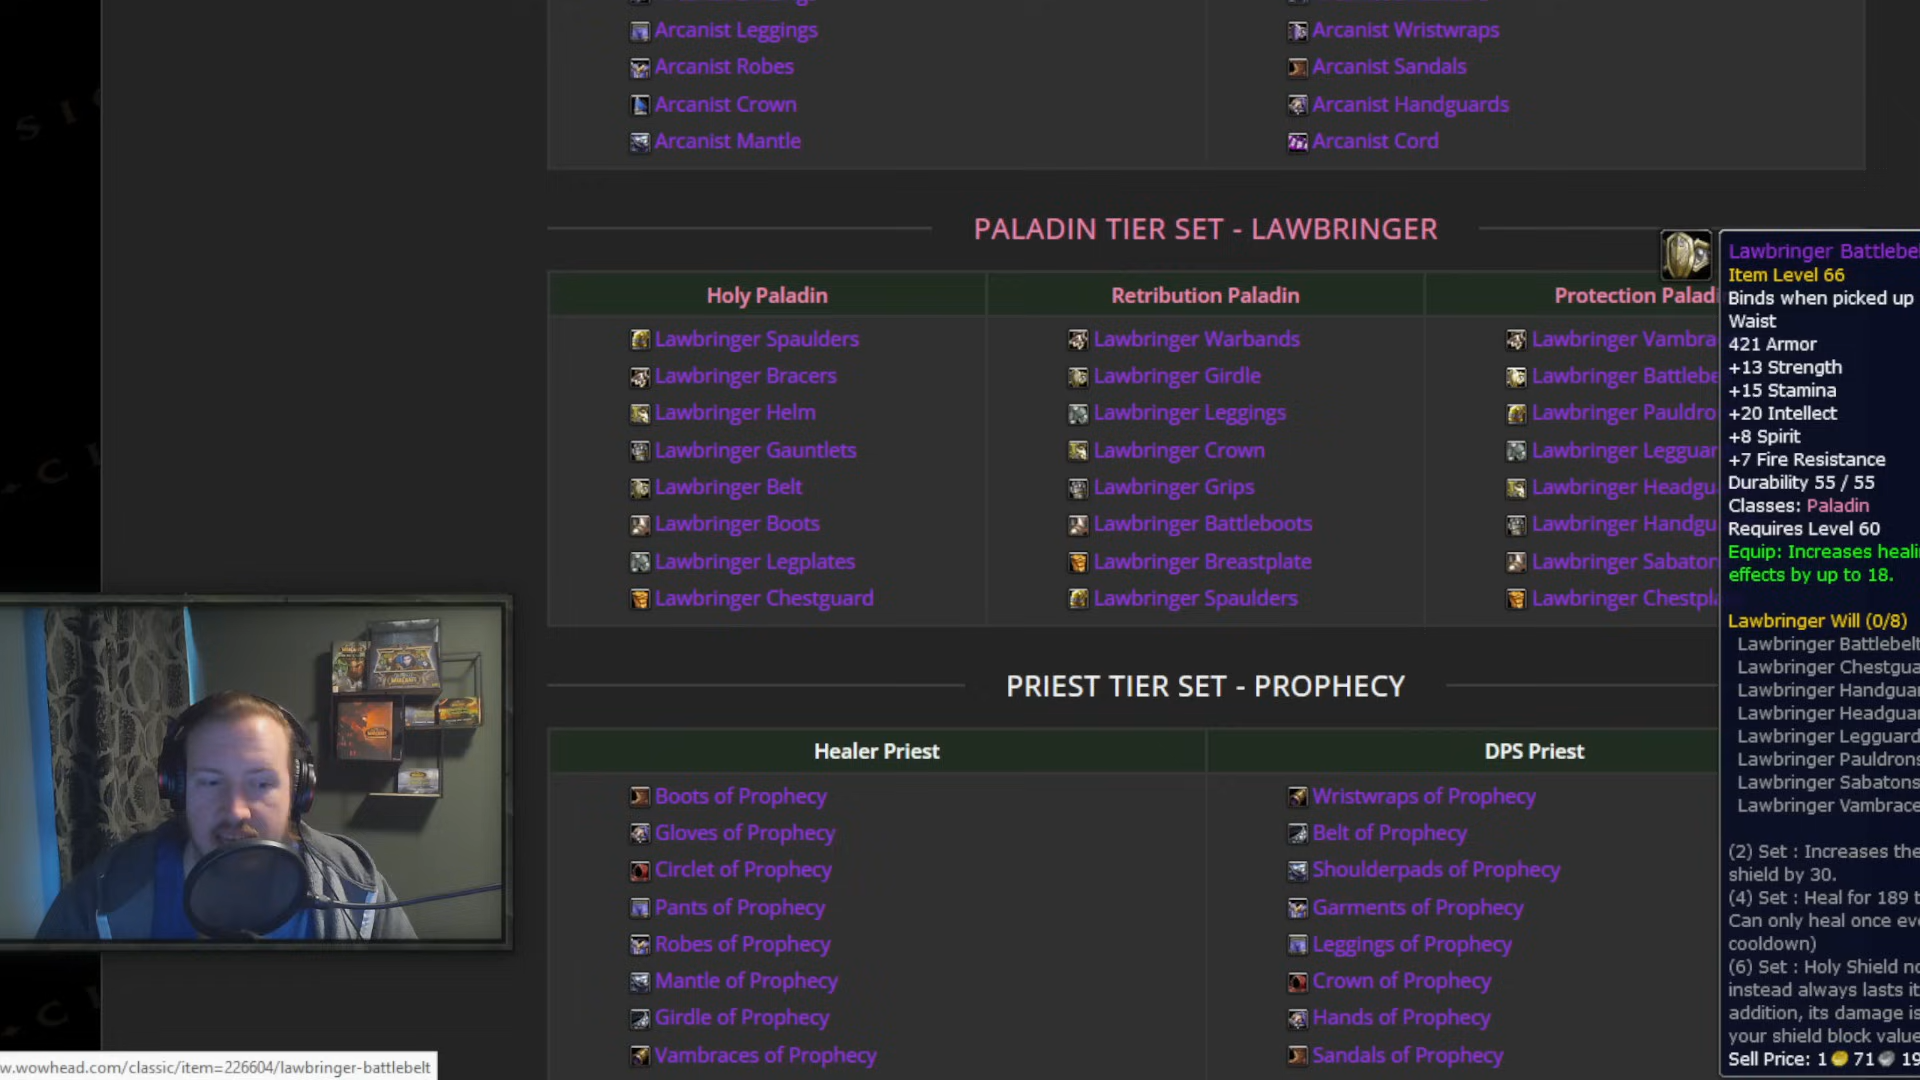 Arcanist Leggings
Arcanist Wristwraps
Arcanist Robes
Arcanist Sandals
Arcanist Crown
Arcanist Handguards
Arcanist Mantle
Arcanist Cord
PALADIN TIER SET - LAWBRINGER
Holy Paladin
Lawbringer Spaulders
Lawbringer Bracers
Lawbringer Helm
Lawbringer Gauntlets
Lawbringer Belt
Lawbringer Boots
Lawbringer Legplates
Lawbringer Chestguard
Retribution Paladin
Lawbringer Warbands
Lawbringer Girdle
Lawbringer Leggings
Lawbringer Crown
Lawbringer Grips
Lawbringer Battleboots
Lawbringer Breastplate
Lawbringer Spaulders
Protection Paladi
Lawbringer Vambra
Lawbringer Battlebe
Lawbringer Pauldro
Lawbringer Legguar
Lawbringer Headgu
Lawbringer Handgu
Lawbringer Sabaton
Lawbringer Chestpla
Lawbringer Battlebel
Item Level 66
Binds when picked up
Waist
421 Armor
+13 Strength
+15 Stamina
+20 Intellect
+8 Spirit
+7 Fire Resistance
Durability 55 / 55
Classes: Paladin
Requires Level 60
Equip: Increases heali
effects by up to 18.
Lawbringer Will (0/8)
Lawbringer Battlebelt
Lawbringer Chestgua
Lawbringer Handguar
Lawbringer Headguar
Lawbringer Legguard
Lawbringer Pauldrons
Lawbringer Sabatons
Lawbringer Vambrace
(2) Set : Increases the
shield by 30.
(4) Set : Heal for 189 t
Can only heal once eve
cooldown)
(6) Set : Holy Shield no
instead always lasts it
addition, its damage is
your shield block value
Sell Price: 1 71 19
PRIEST TIER SET - PROPHECY
Healer Priest
Boots of Prophecy
Gloves of Prophecy
Circlet of Prophecy
Pants of Prophecy
Robes of Prophecy
Mantle of Prophecy
Girdle of Prophecy
Vambraces of Prophecy
DPS Priest
Wristwraps of Prophecy
Belt of Prophecy
Shoulderpads of Prophecy
Garments of Prophecy
Leggings of Prophecy
Crown of Prophecy
Hands of Prophecy
Sandals of Prophecy
w.wowhead.com/classic/item=226604/lawbringer-battlebelt